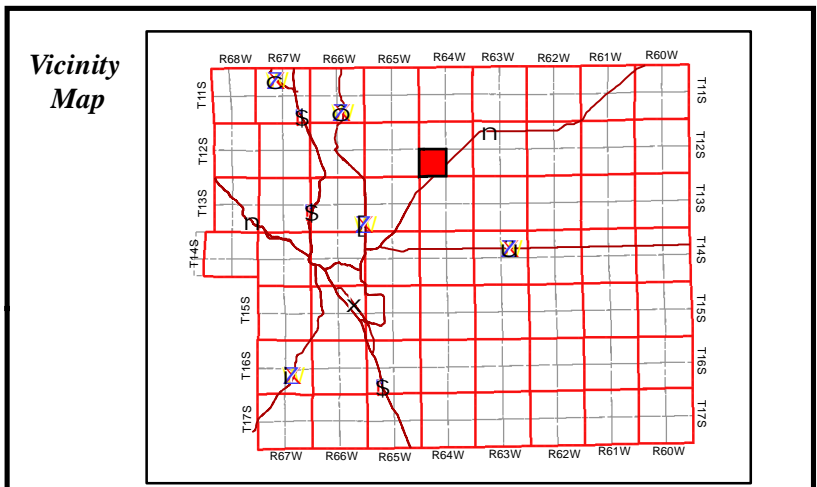 Vicinity
Map
R68W R67W R66W R65W R64W R63W R62W R61W R60W
T11S T11S
T12S T12S
T13S T13S
T14S T14S
T15S T15S
T16S T16S
T17S T17S
R67W R66W R65W R64W R63W R62W R61W R60W
$
n
$
n
x
$